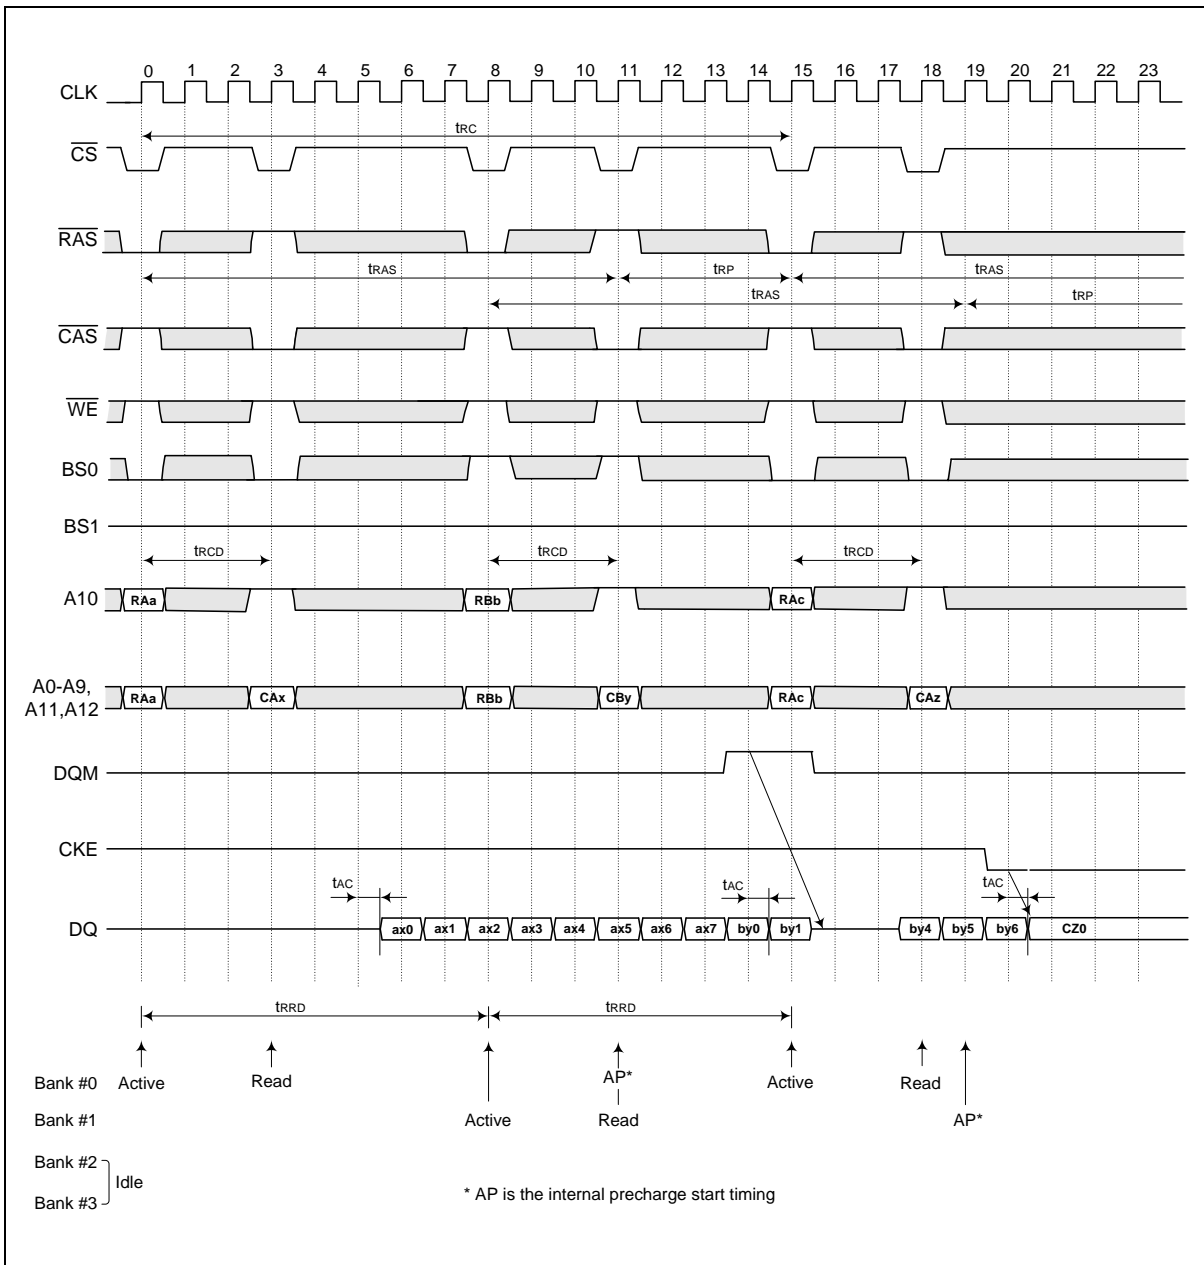 0 1 2 3 4 5 6 7 8 9 10 11 12 13 14 15 16 17 18 19 20 21 22 23
CLK
tRC
CS
RAS
tRAS tRP tRAS
tRAS tRP
CAS
WE
BS0
BS1
tRCD tRCD tRCD
A10 RAa RBb RAc
A0-A9,
A11,A12
RAa CAx RBb CBy RAc CAz
DQM
CKE
tAC tAC tAC
DQ ax0 ax1 ax2 ax3 ax4 ax5 ax6 ax7 by0 by1 by4 by5 by6 CZ0
tRRD tRRD
Bank #0 Active Read AP* Active Read
Bank #1 Active Read AP*
Bank #2
Idle
Bank #3
* AP is the internal precharge start timing